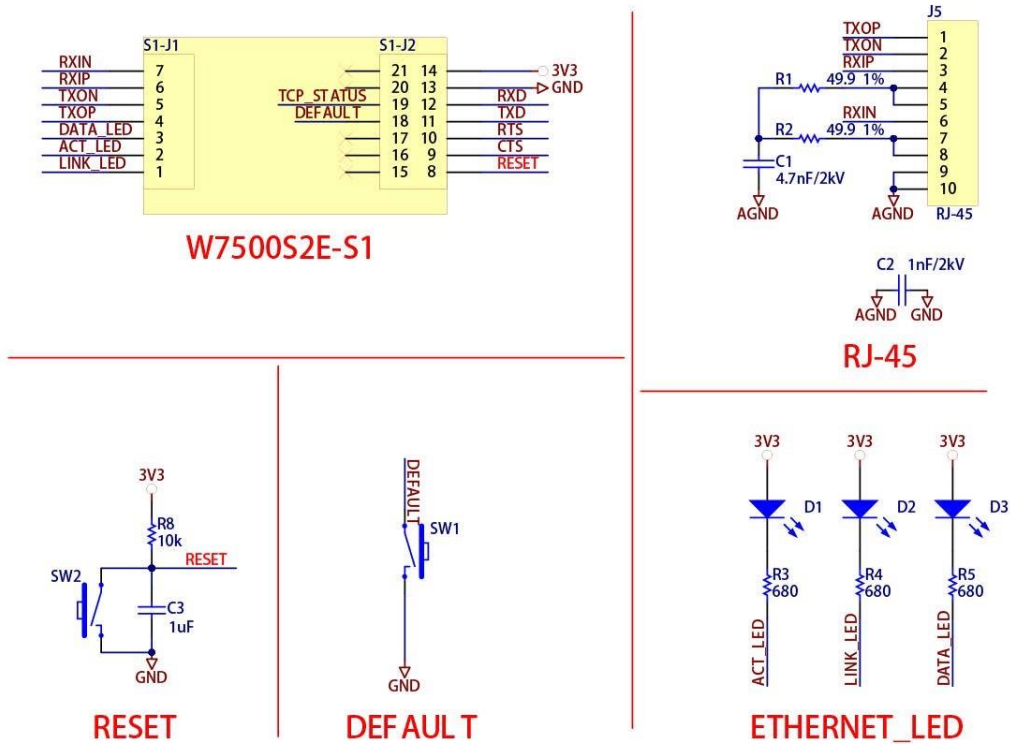 S1-J1
RXIN 7
RXIP 6
TXON 5
TXOP 4
DATA_LED 3
ACT_LED 2
LINK_LED 1
S1-J2
21 14 3V3
20 13 GND
TCP_STATUS 19 12 RXD
DEFAULT 18 11 TXD
17 10 RTS
16 9 CTS
15 8 RESET
W7500S2E-S1
J5
TXOP 1
TXON 2
RXIP 3
R1 49.9 1% 4
5
RXIN 6
R2 49.9 1% 7
8
C1 9
4.7nF/2kV 10
AGND AGND RJ-45
C2 1nF/2kV
AGND GND
RJ-45
3V3
R8
10k
RESET
SW2
C3
1uF
GND
RESET
DEFAULT
SW1
GND
DEFAULT
3V3 3V3 3V3
D1 D2 D3
R3 R4 R5
680 680 680
ACT_LED LINK_LED DATA_LED
ETHERNET_LED